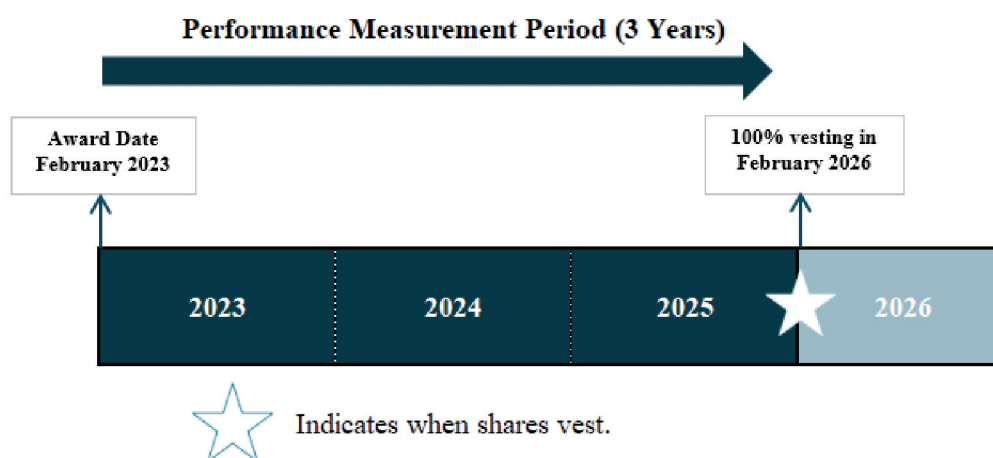 Performance Measurement Period (3 Years)
Award Date
February 2023
100% vesting in
February 2026
2023
2024
2025
2026
Indicates when shares vest.